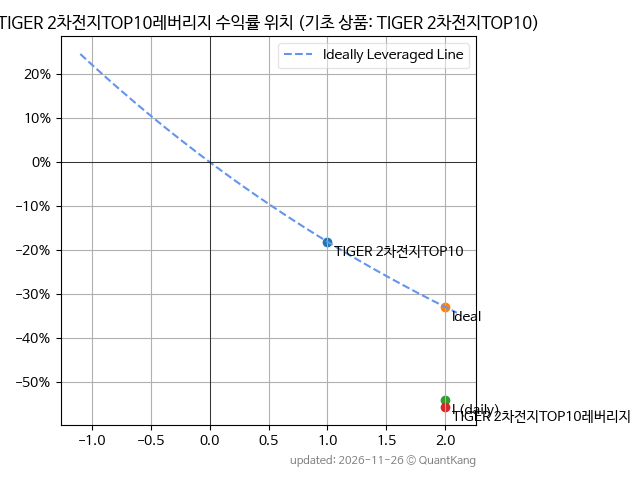 TIGER 2차전지TOP10레버리지 수익률 위치 (기초 상품: TIGER 2차전지TOP10)
Ideally Leveraged Line
20%
10%
0%
−10%
TIGER 2차전지TOP10
−20%
−30%
Ideal
−40%
−50%
(daily)
TIGER 2차전지TOP10레버리지
−1.0 −0.5 0.0 0.5 1.0 1.5 2.0
updated: 2026-11-26 © QuantKang